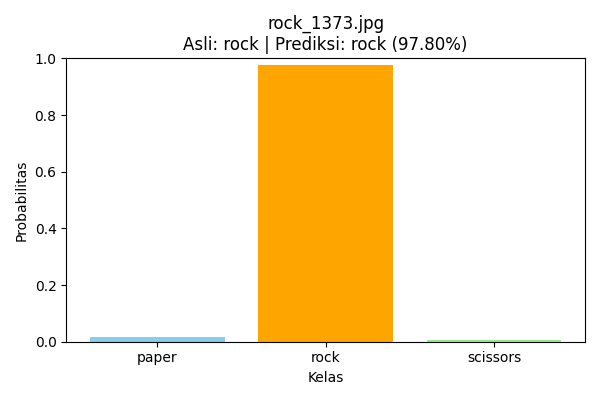 rock_1373.jpg
Asli: rock | Prediksi: rock (97.80%)
1.0
0.8
0.6
0.4
0.2
0.0
Probabilitas
paper rock scissors
Kelas